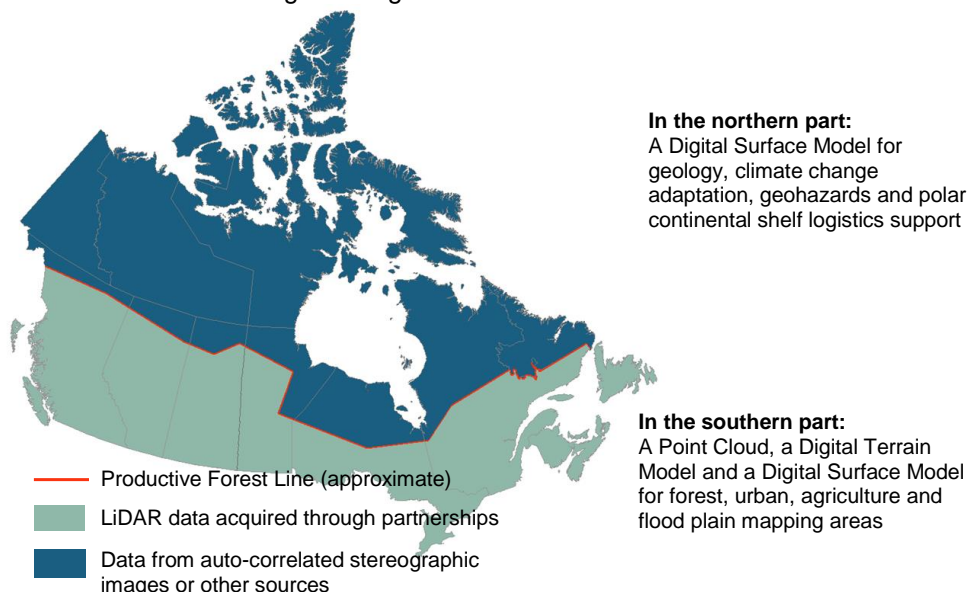 In the northern part:
A Digital Surface Model for
geology, climate change
adaptation, geohazards and polar
continental shelf logistics support
In the southern part:
A Point Cloud, a Digital Terrain
Model and a Digital Surface Model
for forest, urban, agriculture and
flood plain mapping areas
Productive Forest Line (approximate)
LiDAR data acquired through partnerships
Data from auto-correlated stereographic
images or other sources